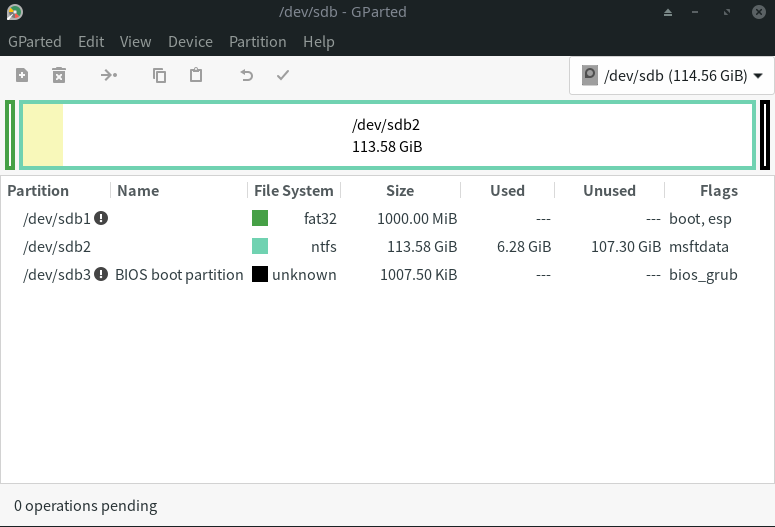 /dev/sdb - GParted
GParted Edit View Device Partition Help
/dev/sdb (114.56 GiB)
/dev/sdb2
113.58 GiB
Partition Name File System Size Used Unused Flags
/dev/sdb1 fat32 1000.00 MiB --- --- boot, esp
/dev/sdb2 ntfs 113.58 GiB 6.28 GiB 107.30 GiB msftdata
/dev/sdb3 BIOS boot partition unknown 1007.50 KiB --- --- bios_grub
0 operations pending